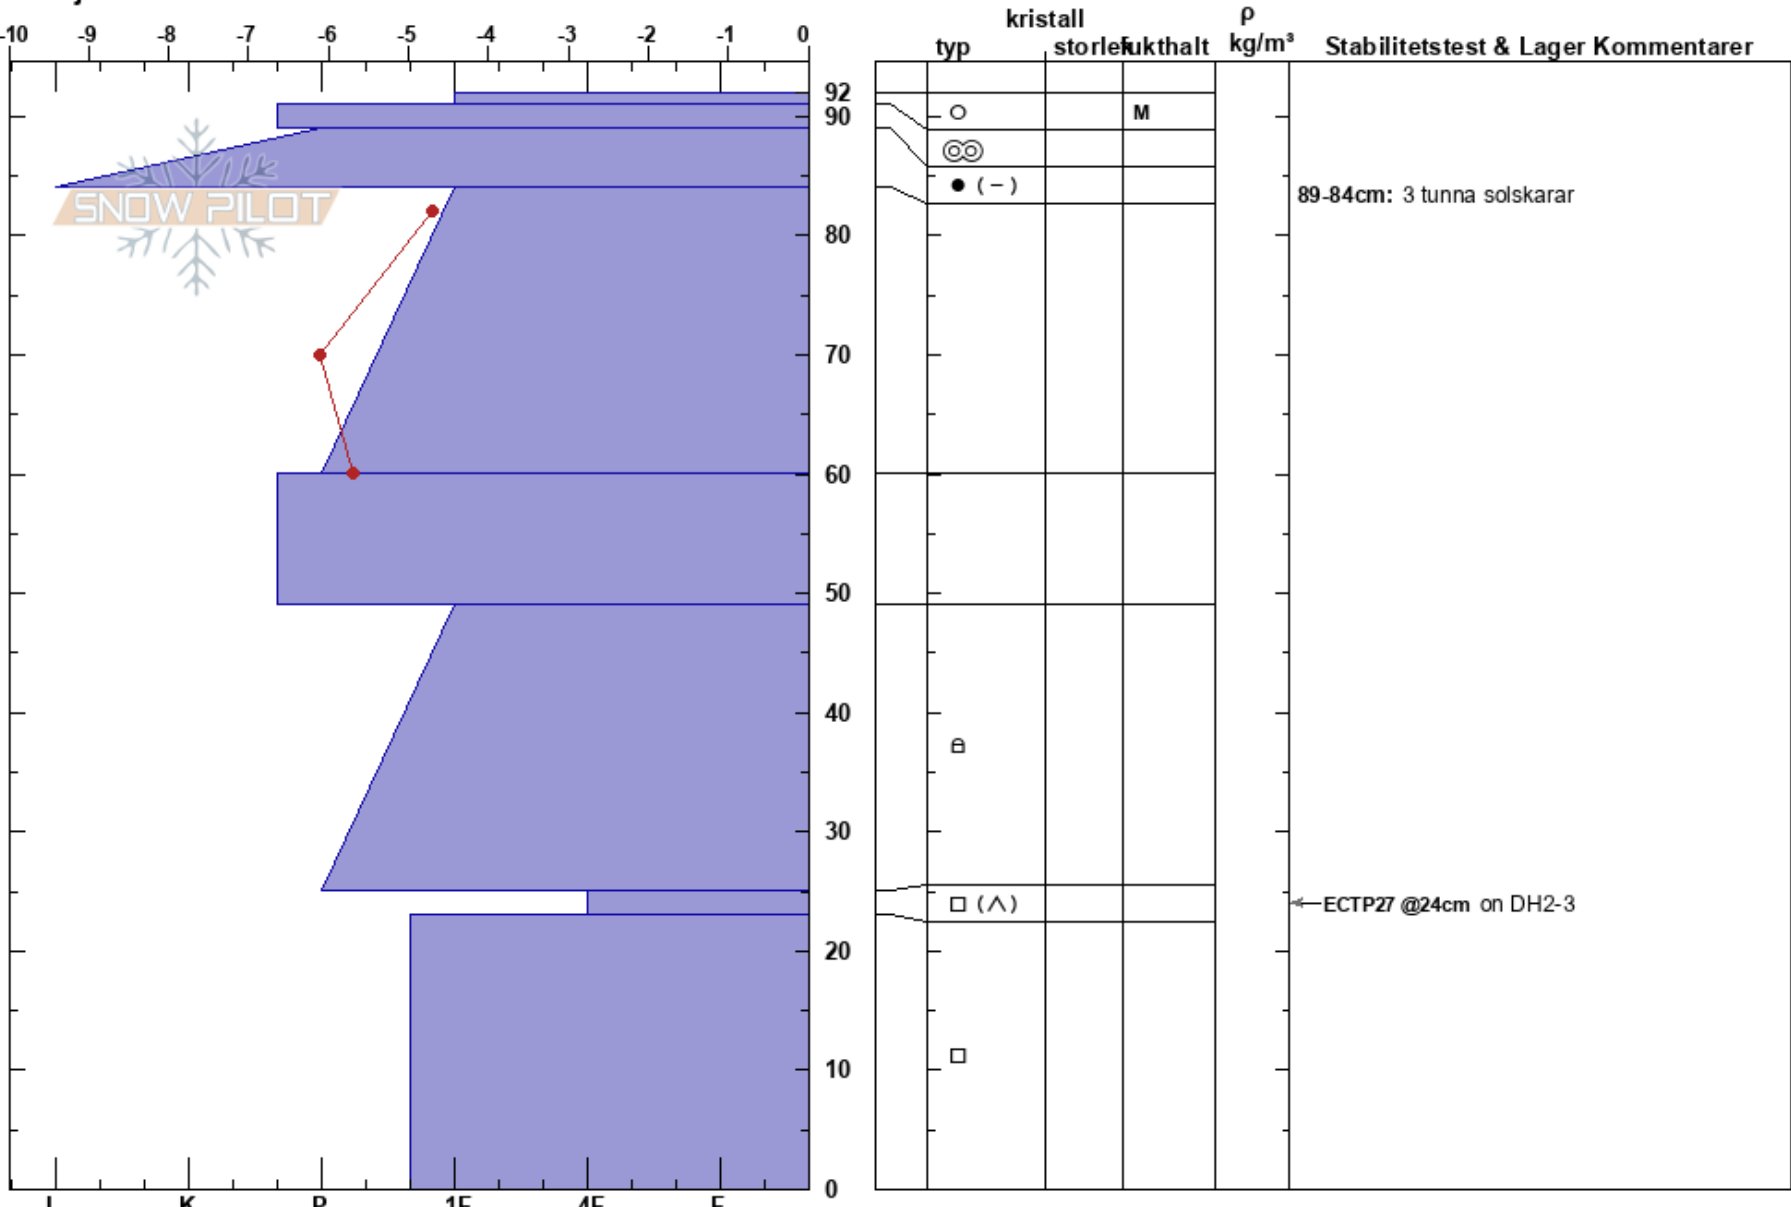 kristall ρ
-10 -9 -8 -7 -6 -5 -4 -3 -2 -1 0 typ storlek fukthalt kg/m³ Stabilitetstest & Lager Kommentarer
92
90 M
(-)
89-84cm: 3 tunna solskarar
SNOW PILOT
80
70
60
50
40
30
ECTP27 @24cm on DH2-3
20
10
0
I K P 1F 4F F